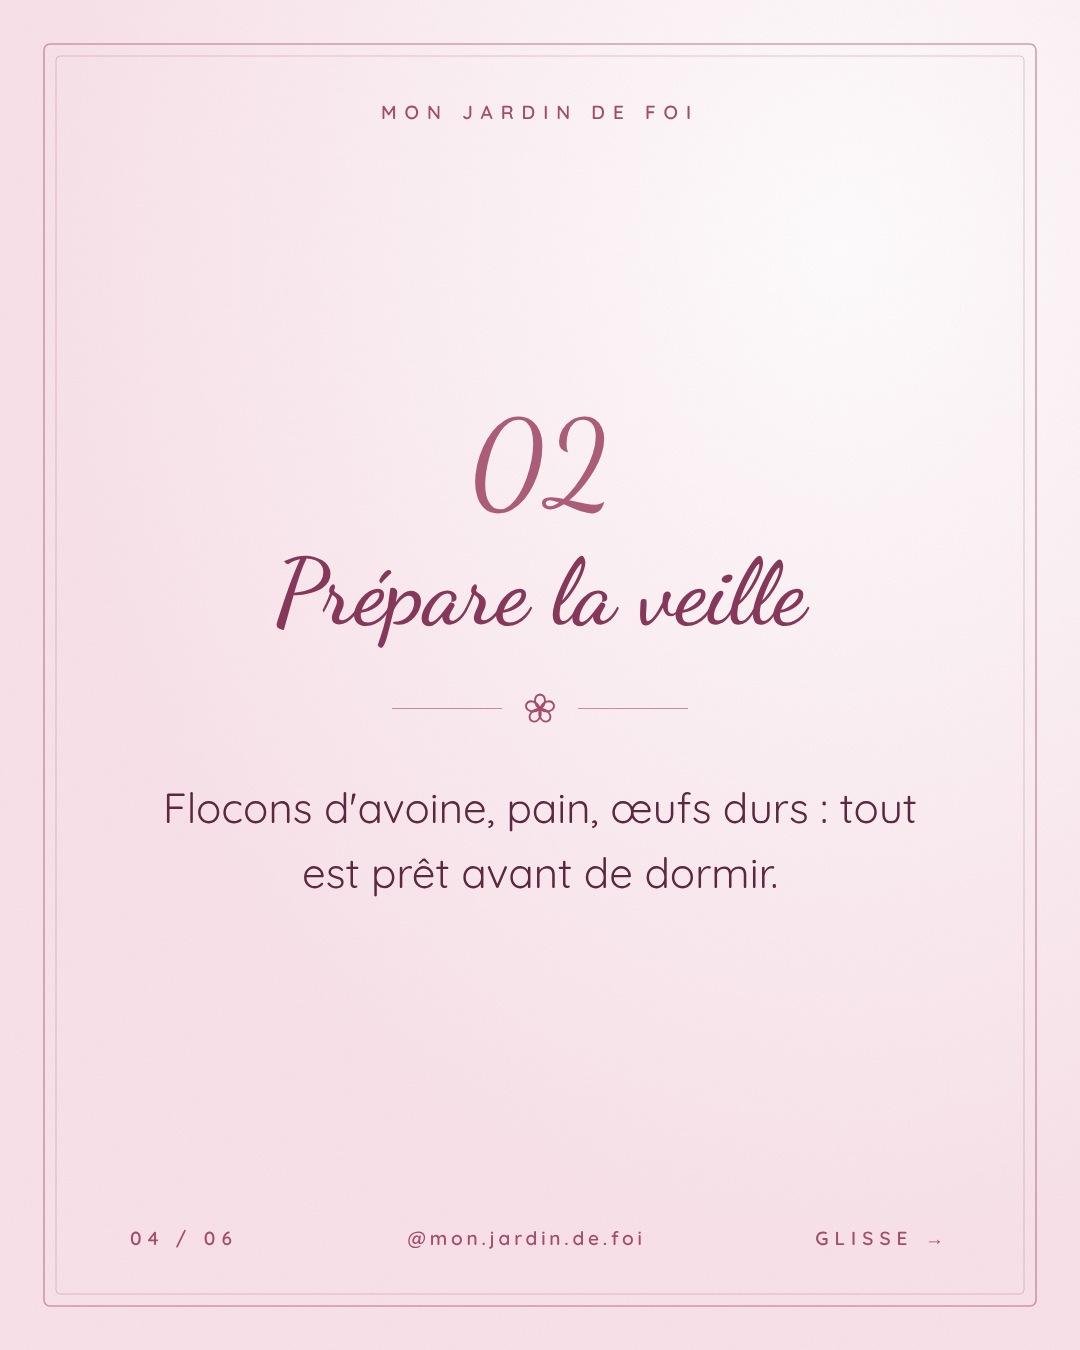 MON JARDIN DE FOI
02
Prépare la veille
Flocons d'avoine, pain, œufs durs : tout
est prêt avant de dormir.
04 / 06
@mon.jardin.de.foi
GLISSE →